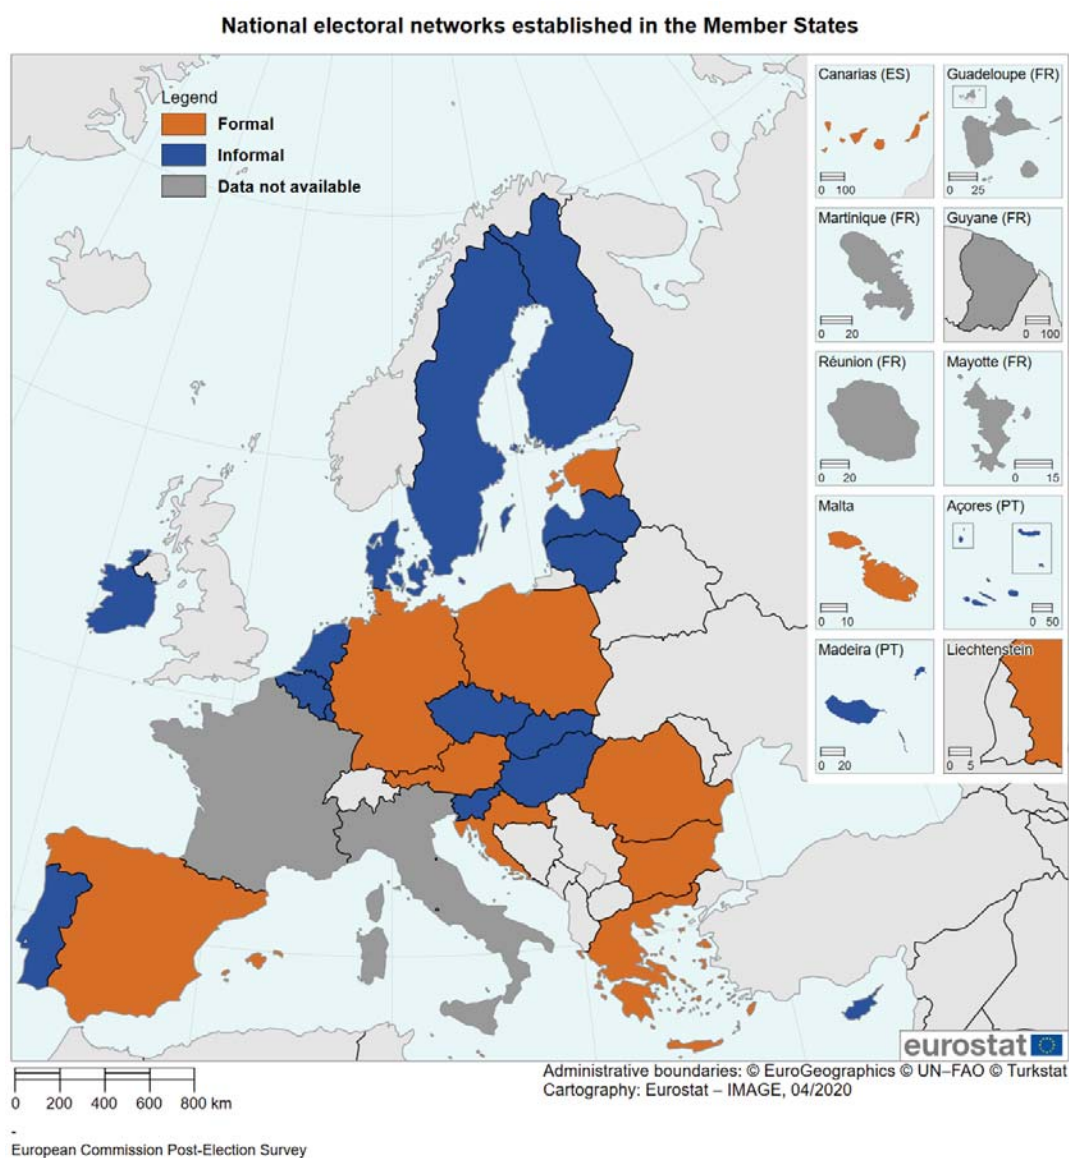 National electoral networks established in the Member States
Legend
Formal
Informal
Data not available
Canarias (ES)
0 100
Guadeloupe (FR)
0 25
Martinique (FR)
0 20
Guyane (FR)
0 100
Réunion (FR)
0 20
Mayotte (FR)
0 15
Malta
0 10
Açores (PT)
0 50
Madeira (PT)
0 20
Liechtenstein
0 5
eurostat
Administrative boundaries: © EuroGeographics © UN–FAO © Turkstat
Cartography: Eurostat – IMAGE, 04/2020
0 200 400 600 800 km
-
European Commission Post-Election Survey